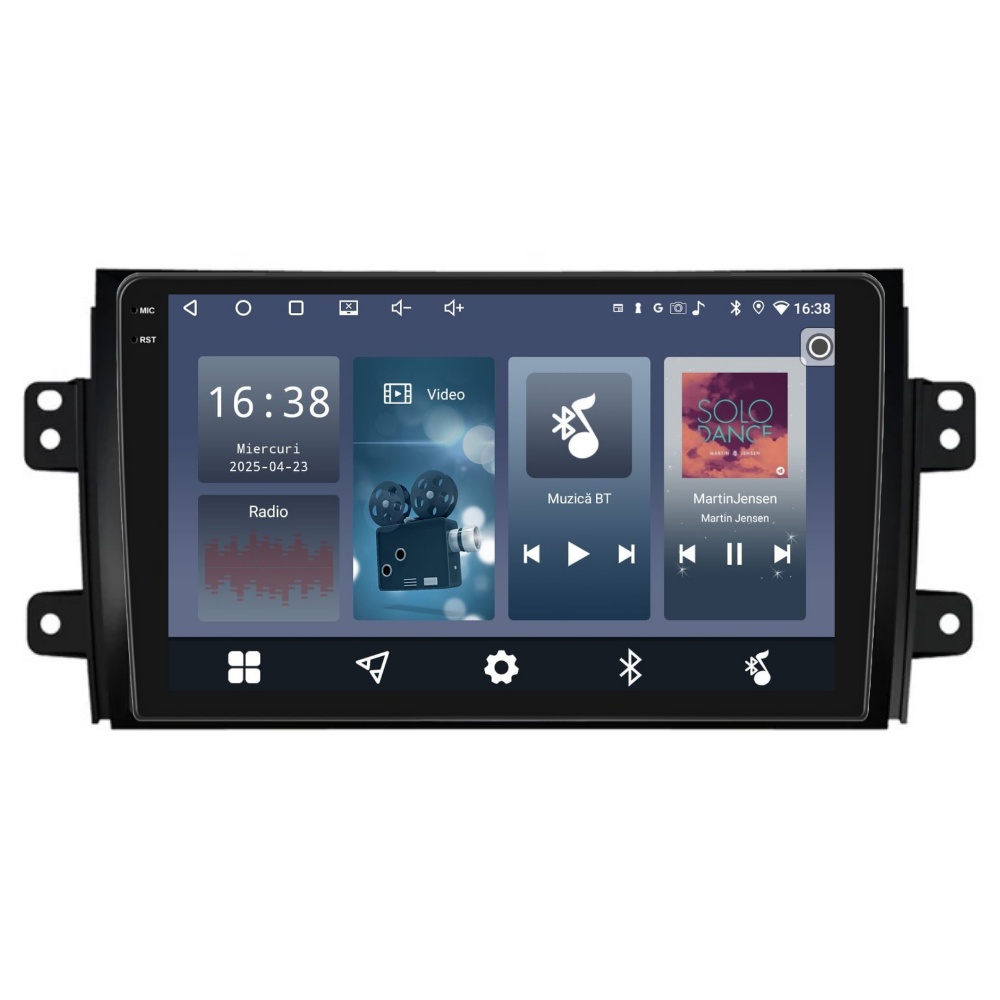 MIC
RST
G
16:38
16:38
Miercuri
2025-04-23
Radio
Video
Muzică BT
SOLO
DANCE
MARTIN JENSEN
MartinJensen
Martin Jensen